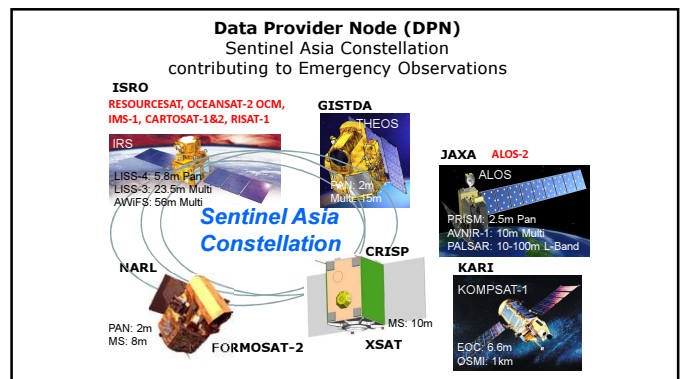 Data Provider Node (DPN)
Sentinel Asia Constellation
contributing to Emergency Observations
ISRO
RESOURCESAT, OCEANSAT-2 OCM,
IMS-1, CARTOSAT-1&2, RISAT-1
IRS
LISS-4: 5.8m Pan
LISS-3: 23.5m Multi
AWiFS: 56m Multi
GISTDA
THEOS
PAN: 2m
Multi: 15m
JAXA ALOS-2
ALOS
PRISM: 2.5m Pan
AVNIR-1: 10m Multi
PALSAR: 10-100m L-Band
Sentinel Asia
Constellation
NARL
PAN: 2m
MS: 8m
FORMOSAT-2
CRISP
MS: 10m
XSAT
KARI
KOMPSAT-1
EOC: 6.6m
OSMI: 1km